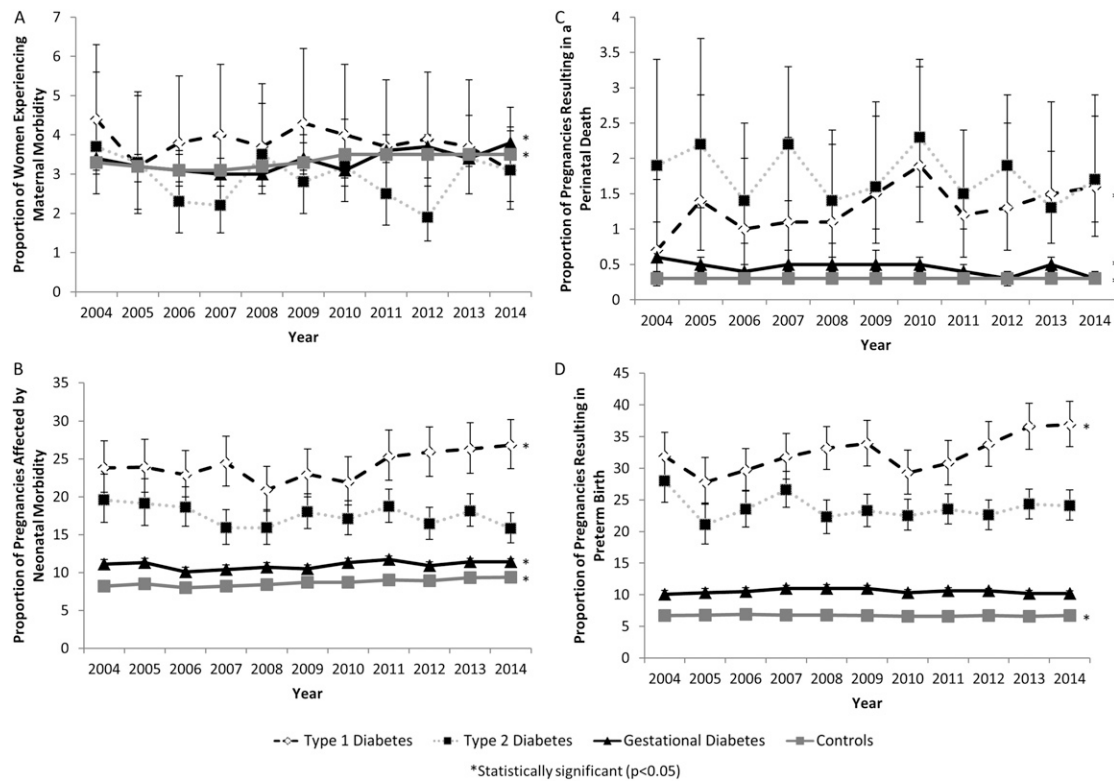 A
Proportion of Women Experiencing
Maternal Morbidity
7
6
5
4
3
2
1
0
*
*
2004 2005 2006 2007 2008 2009 2010 2011 2012 2013 2014
Year
C
Proportion of Pregnancies Resulting in a
Perinatal Death
4
3.5
3
2.5
2
1.5
1
0.5
0
*
*
*
2004 2005 2006 2007 2008 2009 2010 2011 2012 2013 2014
Year
B
Proportion of Pregnancies Affected by
Neonatal Morbidity
35
30
25
20
15
10
5
0
*
*
*
2004 2005 2006 2007 2008 2009 2010 2011 2012 2013 2014
Year
D
Proportion of Pregnancies Resulting in
Preterm Birth
45
40
35
30
25
20
15
10
5
0
*
*
2004 2005 2006 2007 2008 2009 2010 2011 2012 2013 2014
Year
Type 1 Diabetes Type 2 Diabetes Gestational Diabetes Controls
*Statistically significant (p<0.05)